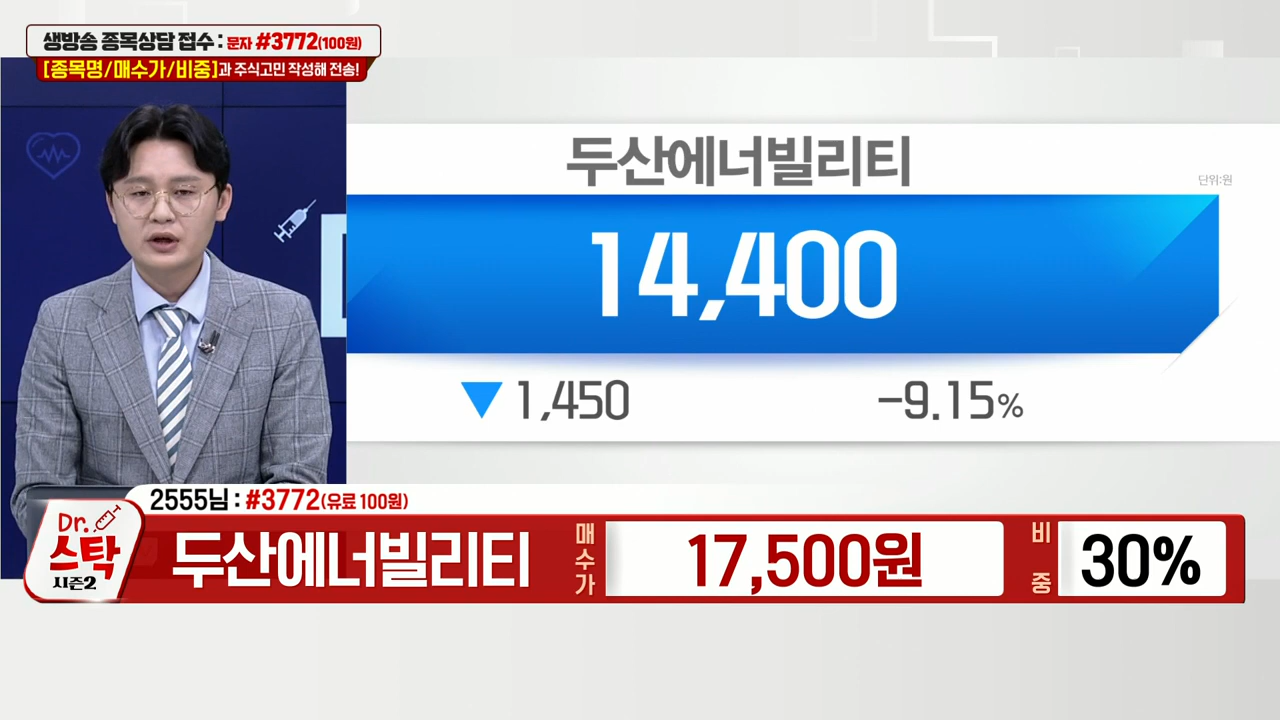 생방송 종목상담 접수 : 문자 #3772(100원)
[종목명/매수가/비중]과 주식고민 작성해 전송!
두산에너빌리티
단위:원
14,400
▼ 1,450 -9.15%
2555님 : #3772(유료 100원)
Dr.
스탁
시즌2
두산에너빌리티 매수가 17,500원 비중 30%